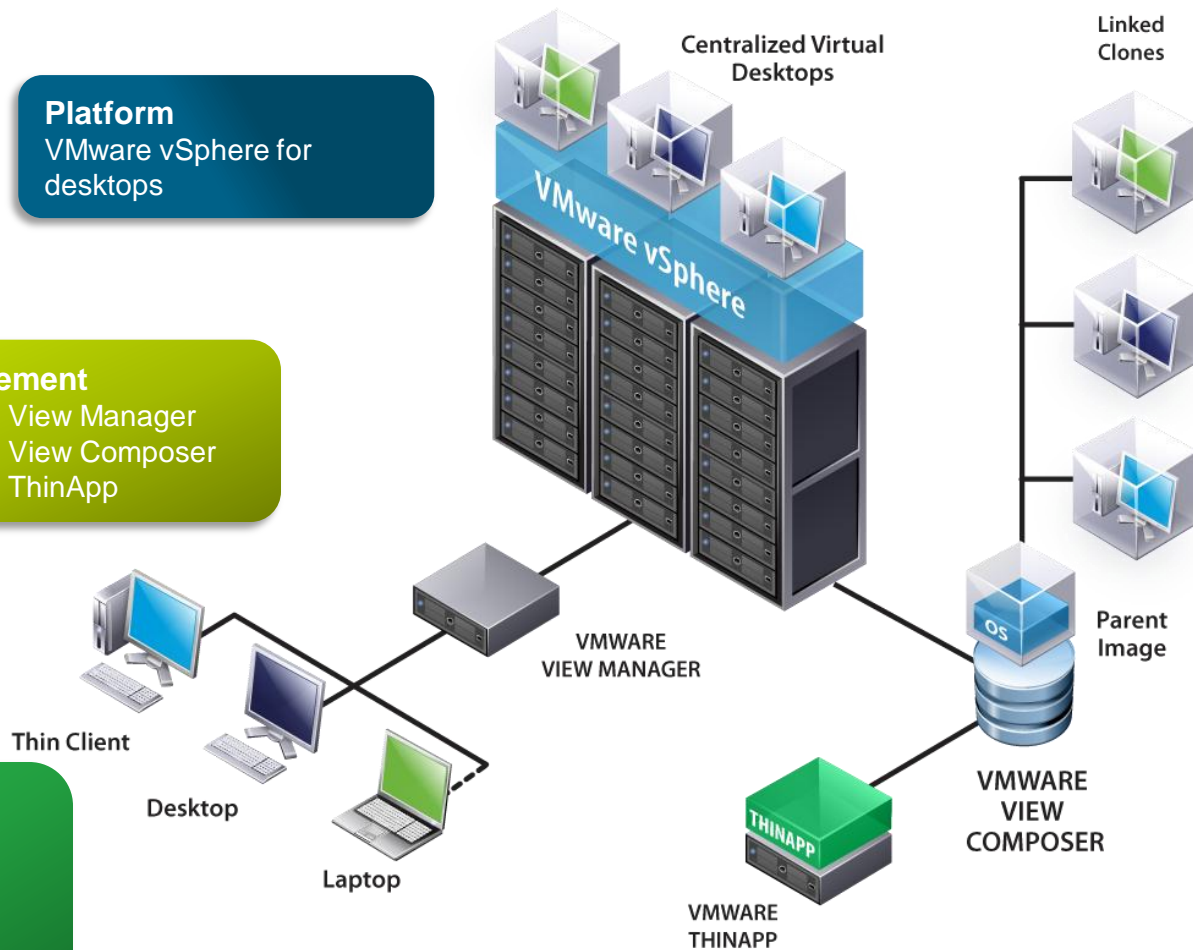 Centralized Virtual
Desktops
Linked
Clones
Platform
VMware vSphere for
desktops
VMware vSphere
ement
View Manager
View Composer
ThinApp
OS
Parent
Image
VMWARE
VIEW MANAGER
Thin Client
Desktop
Laptop
THINAPP
VMWARE
VIEW
COMPOSER
VMWARE
THINAPP